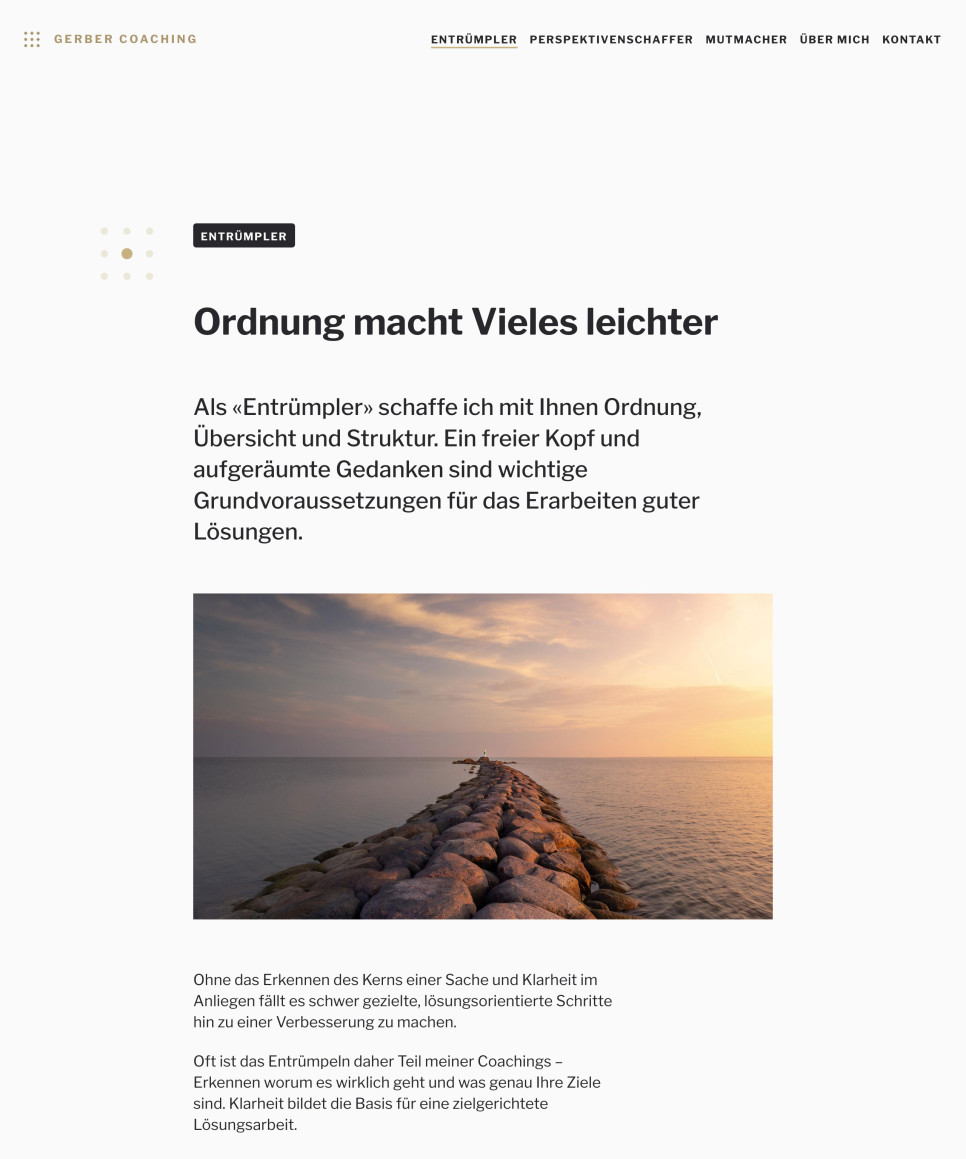 GERBER COACHING
ENTRÜMPLER PERSPEKTIVENSCHAFFER MUTMACHER ÜBER MICH KONTAKT
ENTRÜMPLER
Ordnung macht Vieles leichter
Als «Entrümpler» schaffe ich mit Ihnen Ordnung,
Übersicht und Struktur. Ein freier Kopf und
aufgeräumte Gedanken sind wichtige
Grundvoraussetzungen für das Erarbeiten guter
Lösungen.
Ohne das Erkennen des Kerns einer Sache und Klarheit im
Anliegen fällt es schwer gezielte, lösungsorientierte Schritte
hin zu einer Verbesserung zu machen.
Oft ist das Entrümpeln daher Teil meiner Coachings –
Erkennen worum es wirklich geht und was genau Ihre Ziele
sind. Klarheit bildet die Basis für eine zielgerichtete
Lösungsarbeit.